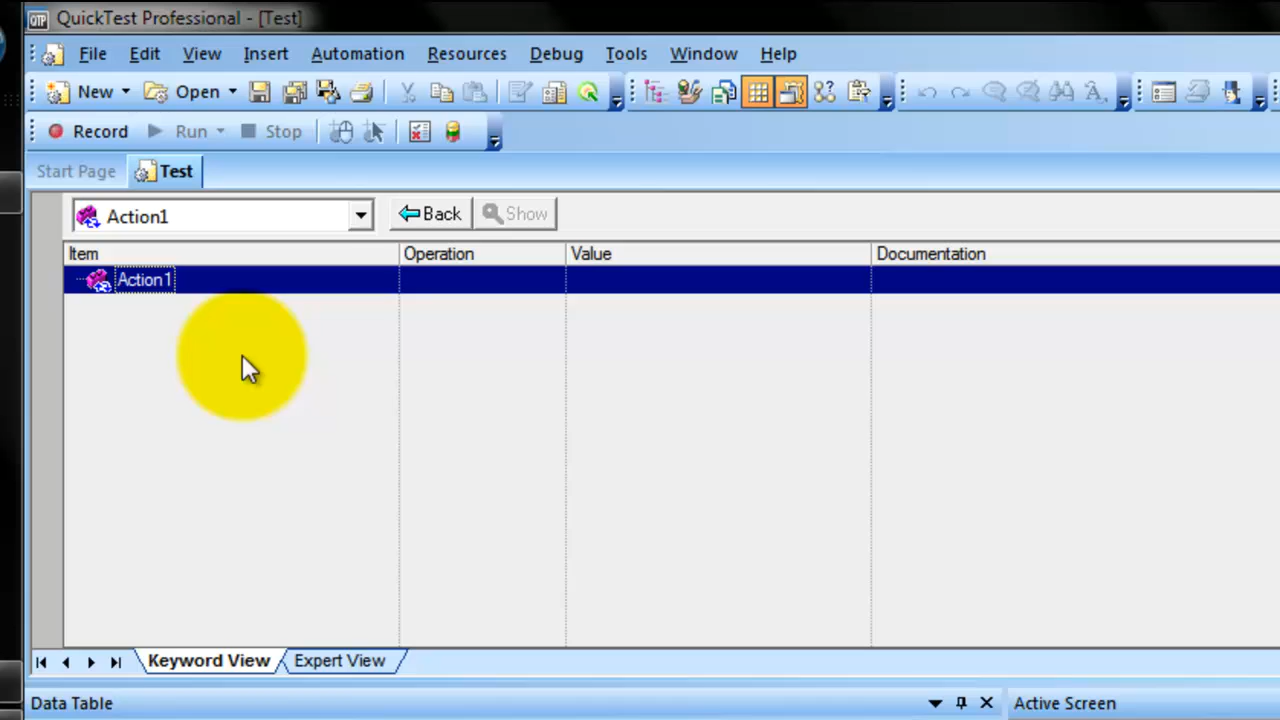 QTP QuickTest Professional - [Test]
File Edit View Insert Automation Resources Debug Tools Window Help
New Open
Record Run Stop
Start Page Test
Action1 Back Show
Item Operation Value Documentation
Action1
Keyword View Expert View
Data Table Active Screen